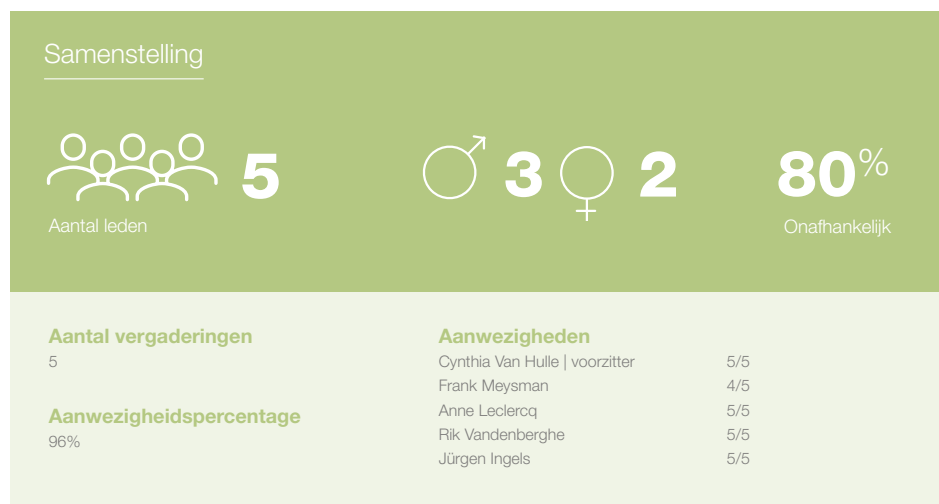 Samenstelling
5
3
2
80%
Aantal leden
Onafhankelijk
Aantal vergaderingen
5
Aanwezigheidspercentage
96%
Aanwezigheden
Cynthia Van Hulle | voorzitter 5/5
Frank Meysman 4/5
Anne Leclercq 5/5
Rik Vandenberghe 5/5
Jürgen Ingels 5/5